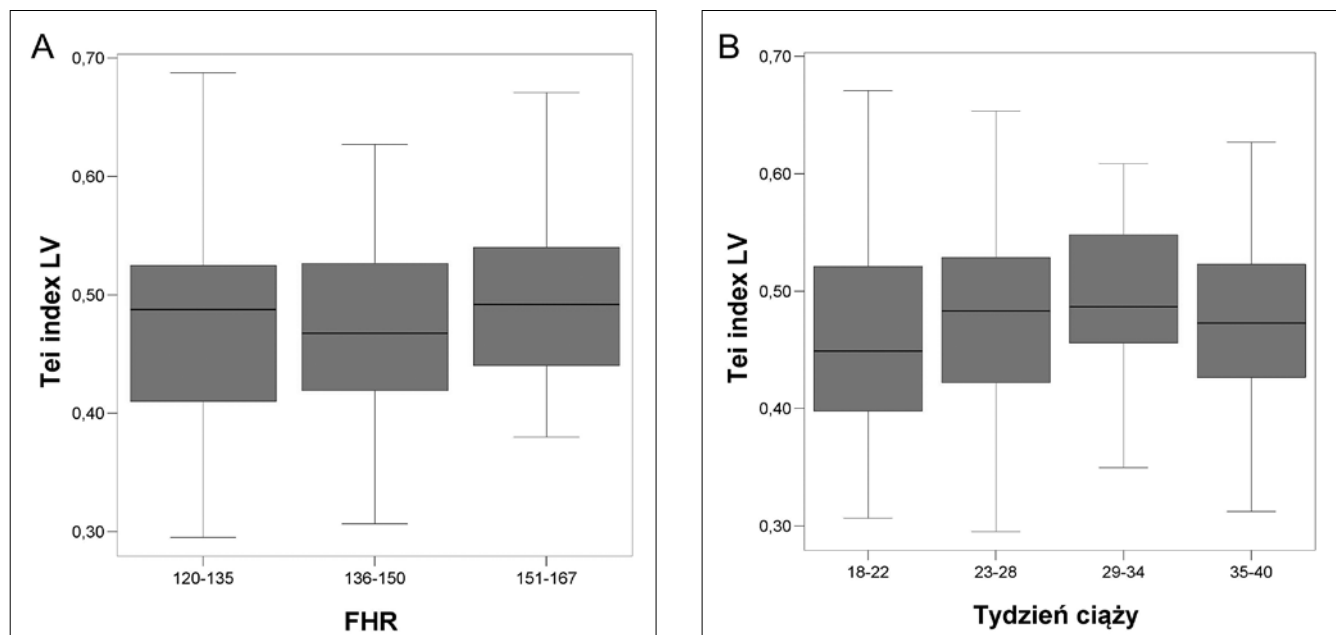 A
0,70
0,60
0,50
0,40
0,30
Tei index LV
120-135
136-150
151-167
FHR
B
0,70
0,60
0,50
0,40
0,30
Tei index LV
18-22
23-28
29-34
35-40
Tydzień ciąży